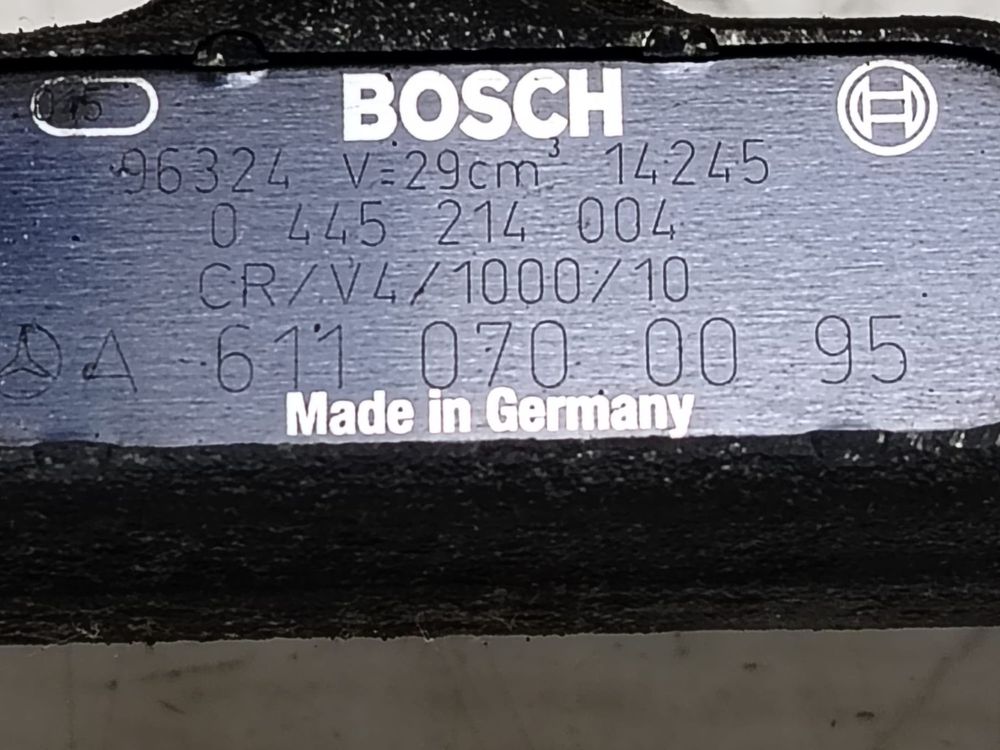 045 BOSCH
96324 V=29cm³ 14245
0 445 214 004
CR/V4/1000/10
A 611 070 00 95
Made in Germany